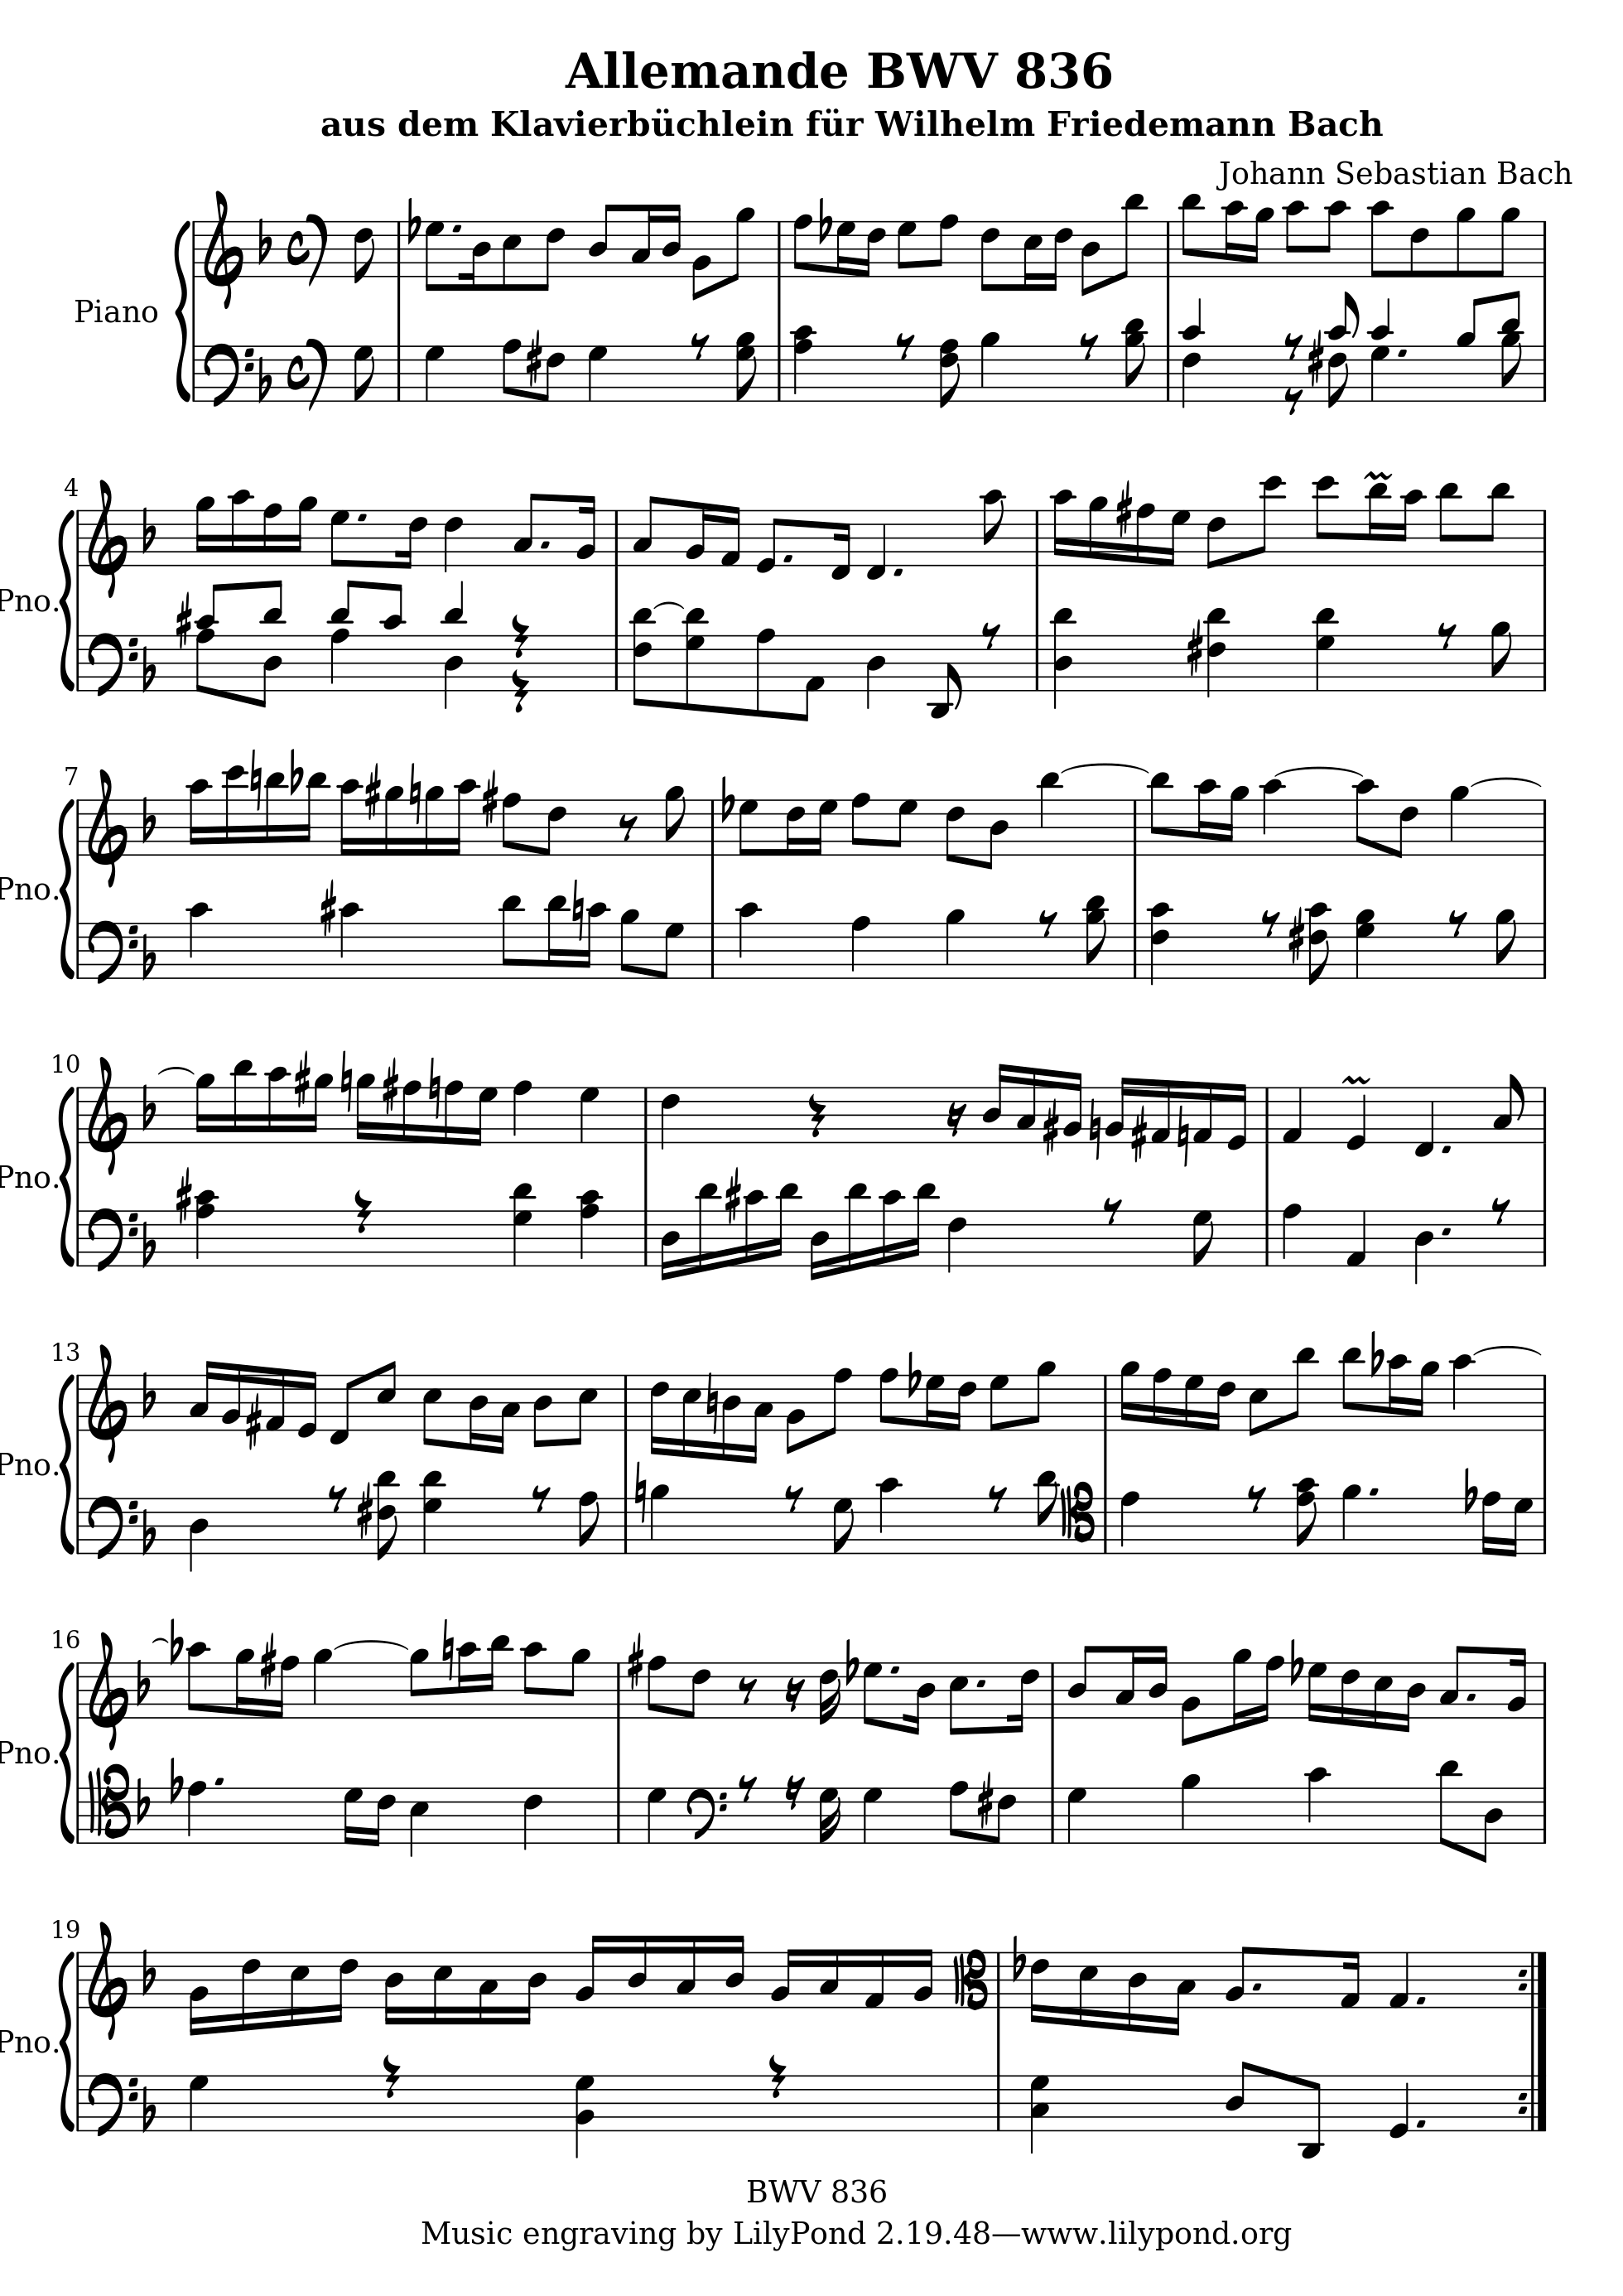 Allemande BWV 836
aus dem Klavierbüchlein für Wilhelm Friedemann Bach
Johann Sebastian Bach
Piano
4
Pno.
7
Pno.
10
Pno.
13
Pno.
16
Pno.
19
Pno.
BWV 836
Music engraving by LilyPond 2.19.48—www.lilypond.org